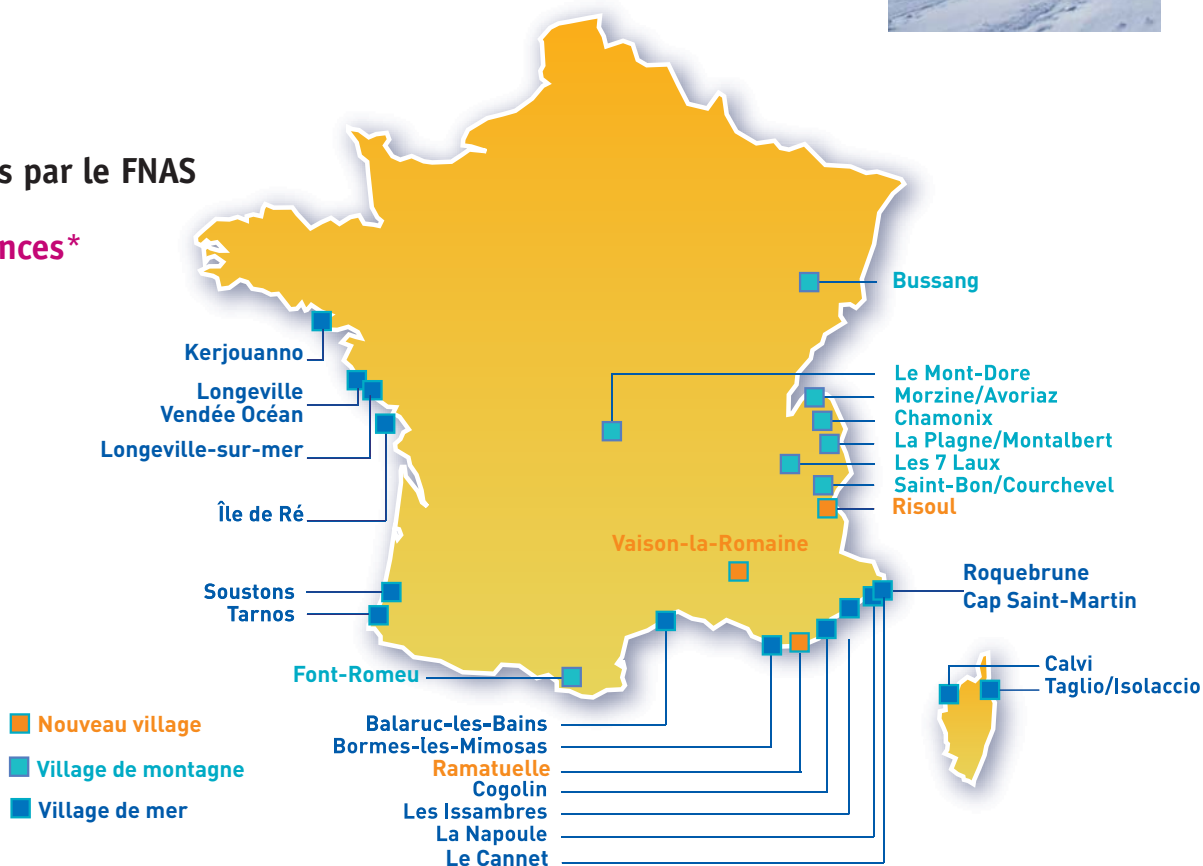 s par le FNAS
nces*
Bussang
Kerjouanno
Longeville
Vendée Océan
Longeville-sur-mer
Île de Ré
Le Mont-Dore
Morzine/Avoriaz
Chamonix
La Plagne/Montalbert
Les 7 Laux
Saint-Bon/Courchevel
Risoul
Vaison-la-Romaine
Soustons
Tarnos
Roquebrune
Cap Saint-Martin
Font-Romeu
Calvi
Taglio/Isolaccio
Balaruc-les-Bains
Bormes-les-Mimosas
Ramatuelle
Cogolin
Les Issambres
La Napoule
Le Cannet
Nouveau village
Village de montagne
Village de mer